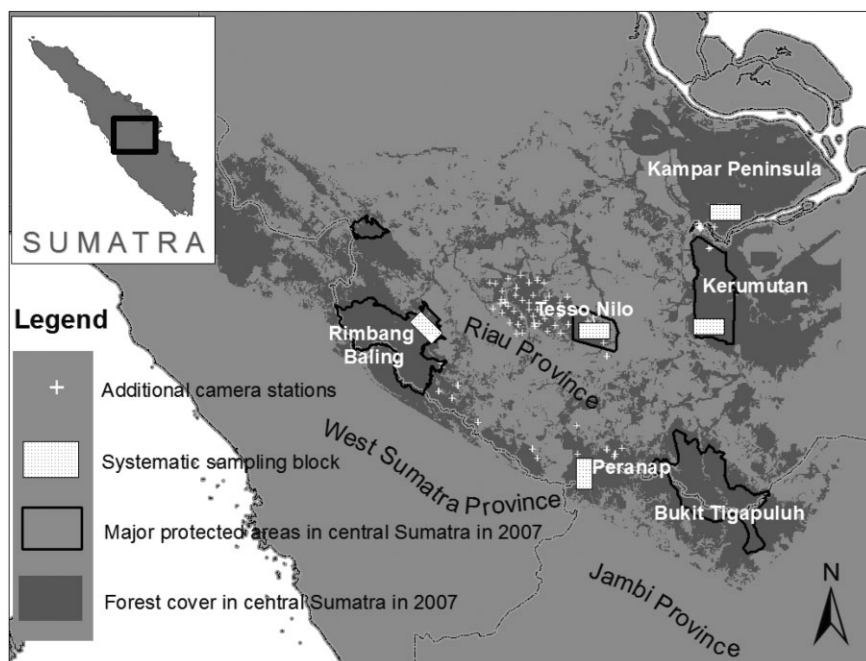 SUMATRA
Legend
Additional camera stations
Systematic sampling block
Major protected areas in central Sumatra in 2007
Forest cover in central Sumatra in 2007
Kampar Peninsula
Kerumutan
Tesso Nilo
Rimbang
Baling
Riau Province
West Sumatra Province
Peranap
Bukit Tigapuluh
Jambi Province
N